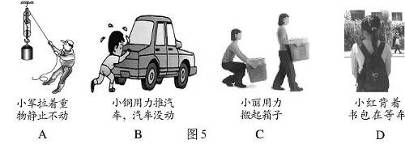 小军拉着重
物静止不动
A
小钢用力推汽
车，汽车没动
B
图5
小丽用力
搬起箱子
C
小红背着
书包在等车
D